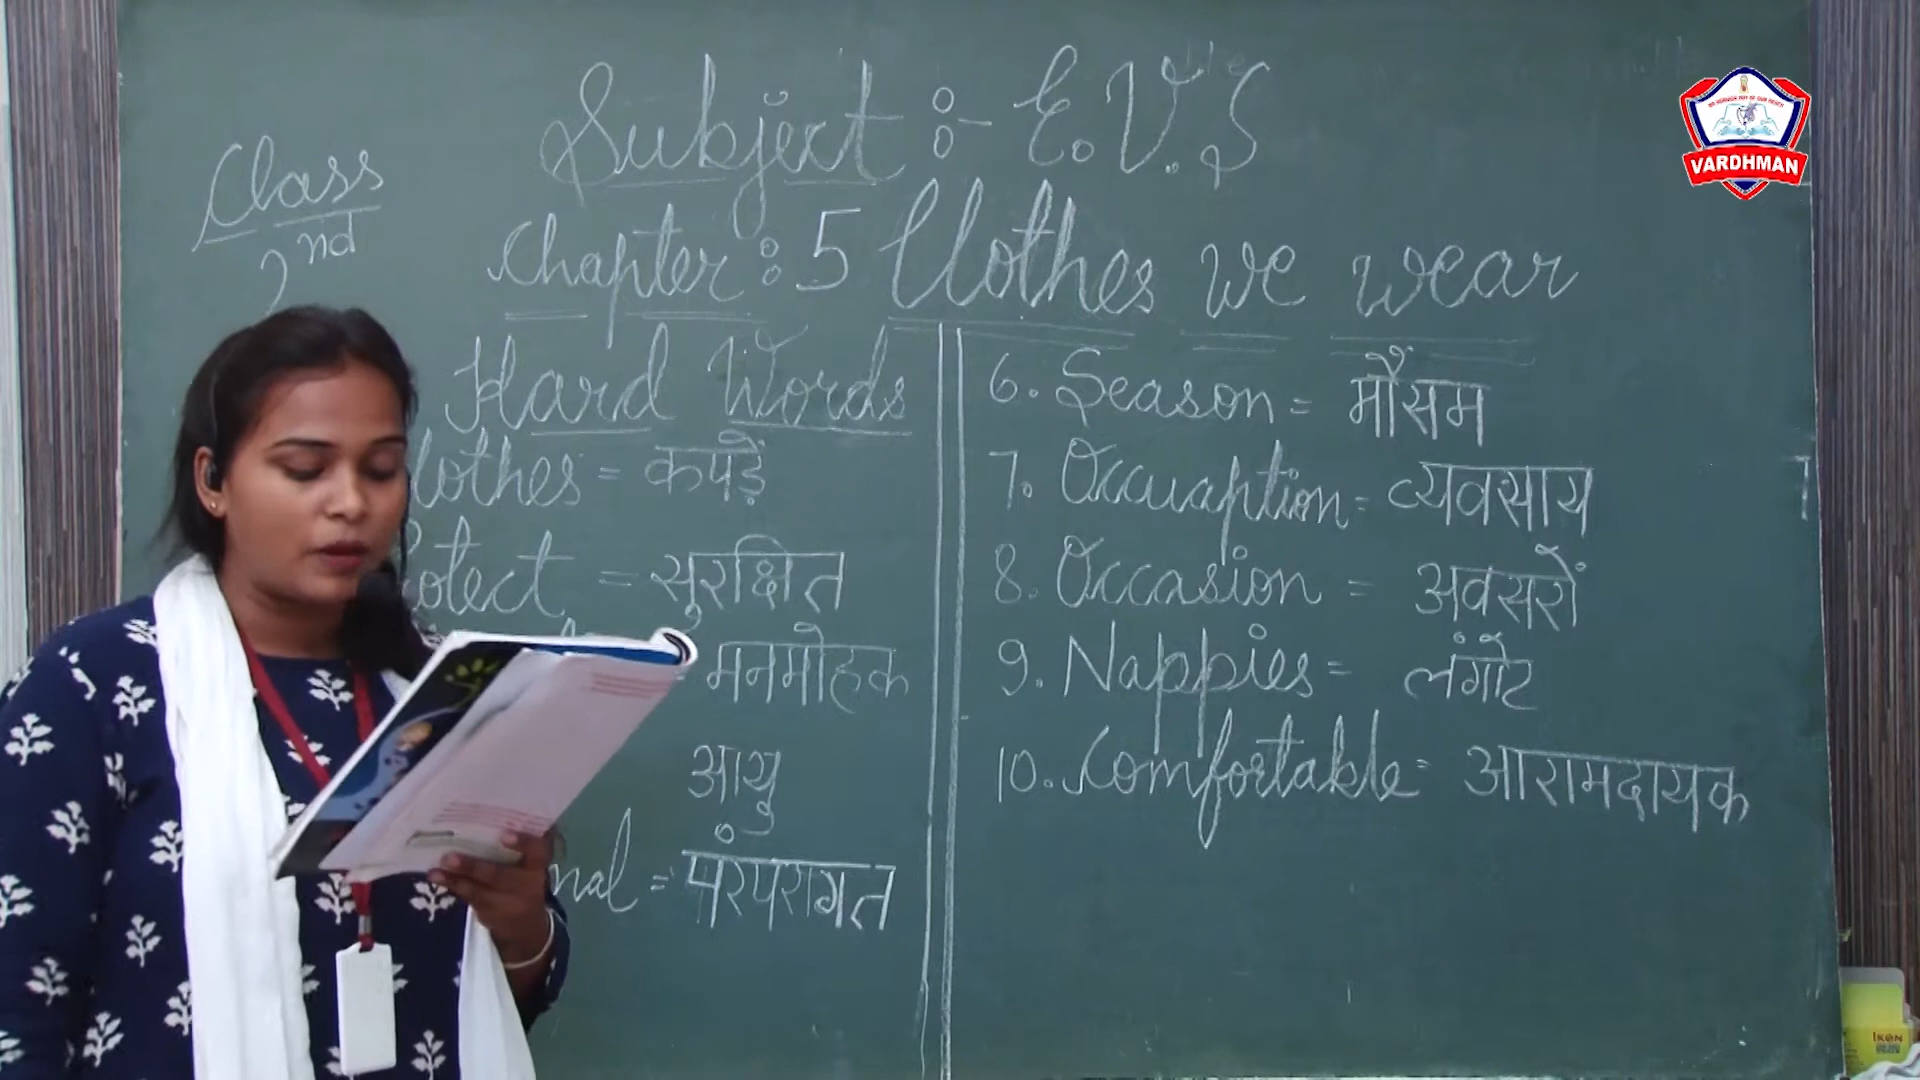 Subject :- E.V.S
Class
2nd
Chapter : 5 Clothes we wear
Hard Words
lothes = कपड़ें
otect = सुरक्षित
मनमोहक
आयु
nal = परंपरागत
6. Season = मौसम
7. Occuaption = व्यवसाय
8. Occasion = अवसरों
9. Nappies = लंगोट
10. Comfortable = आरामदायक
VARDHMAN
IKON